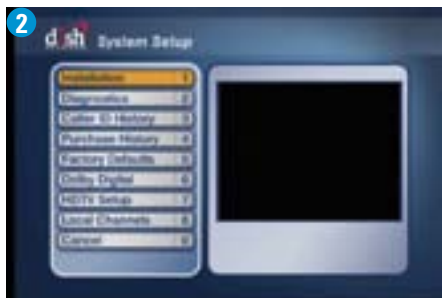 2
dish System Setup
Installation 1
Diagnostics 2
Caller ID History 3
Purchase History 4
Factory Defaults 5
Dolby Digital 6
HDTV Setup 7
Local Channels 8
Cancel 9